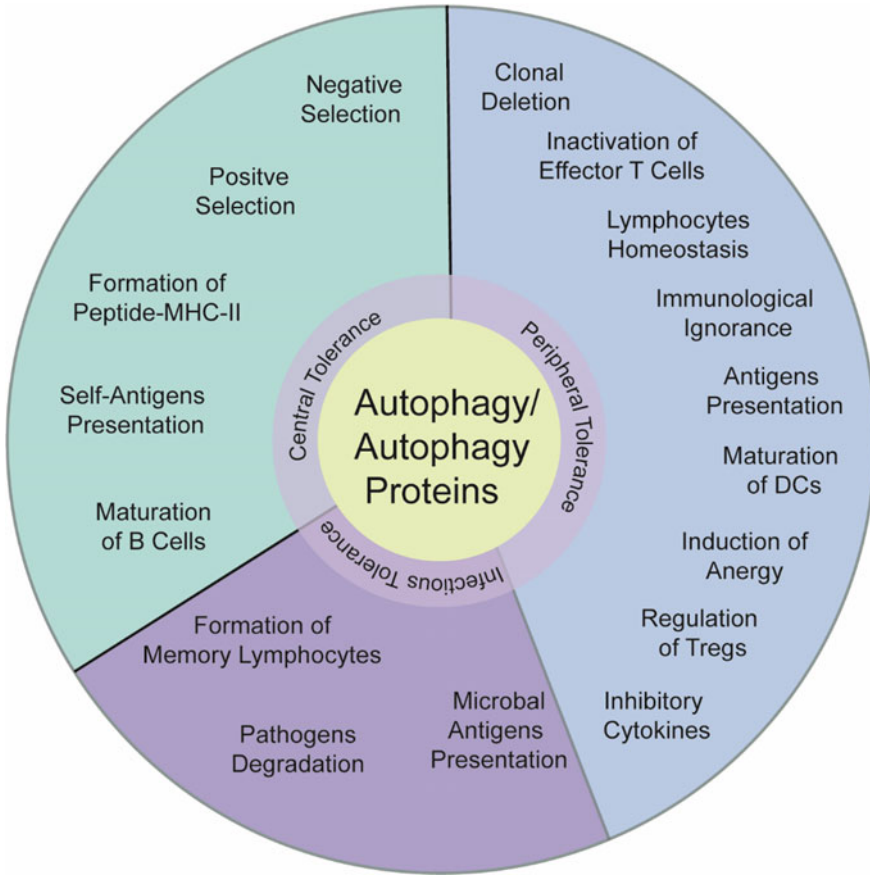 Negative
Selection
Positve
Selection
Formation of
Peptide-MHC-II
Self-Antigens
Presentation
Maturation
of B Cells
Clonal
Deletion
Inactivation of
Effector T Cells
Lymphocytes
Homeostasis
Immunological
Ignorance
Antigens
Presentation
Maturation
of DCs
Induction of
Anergy
Regulation
of Tregs
Inhibitory
Cytokines
Formation of
Memory Lymphocytes
Pathogens
Degradation
Microbal
Antigens
Presentation
Central Tolerance
Peripheral Tolerance
Infectious Tolerance
Autophagy/
Autophagy
Proteins